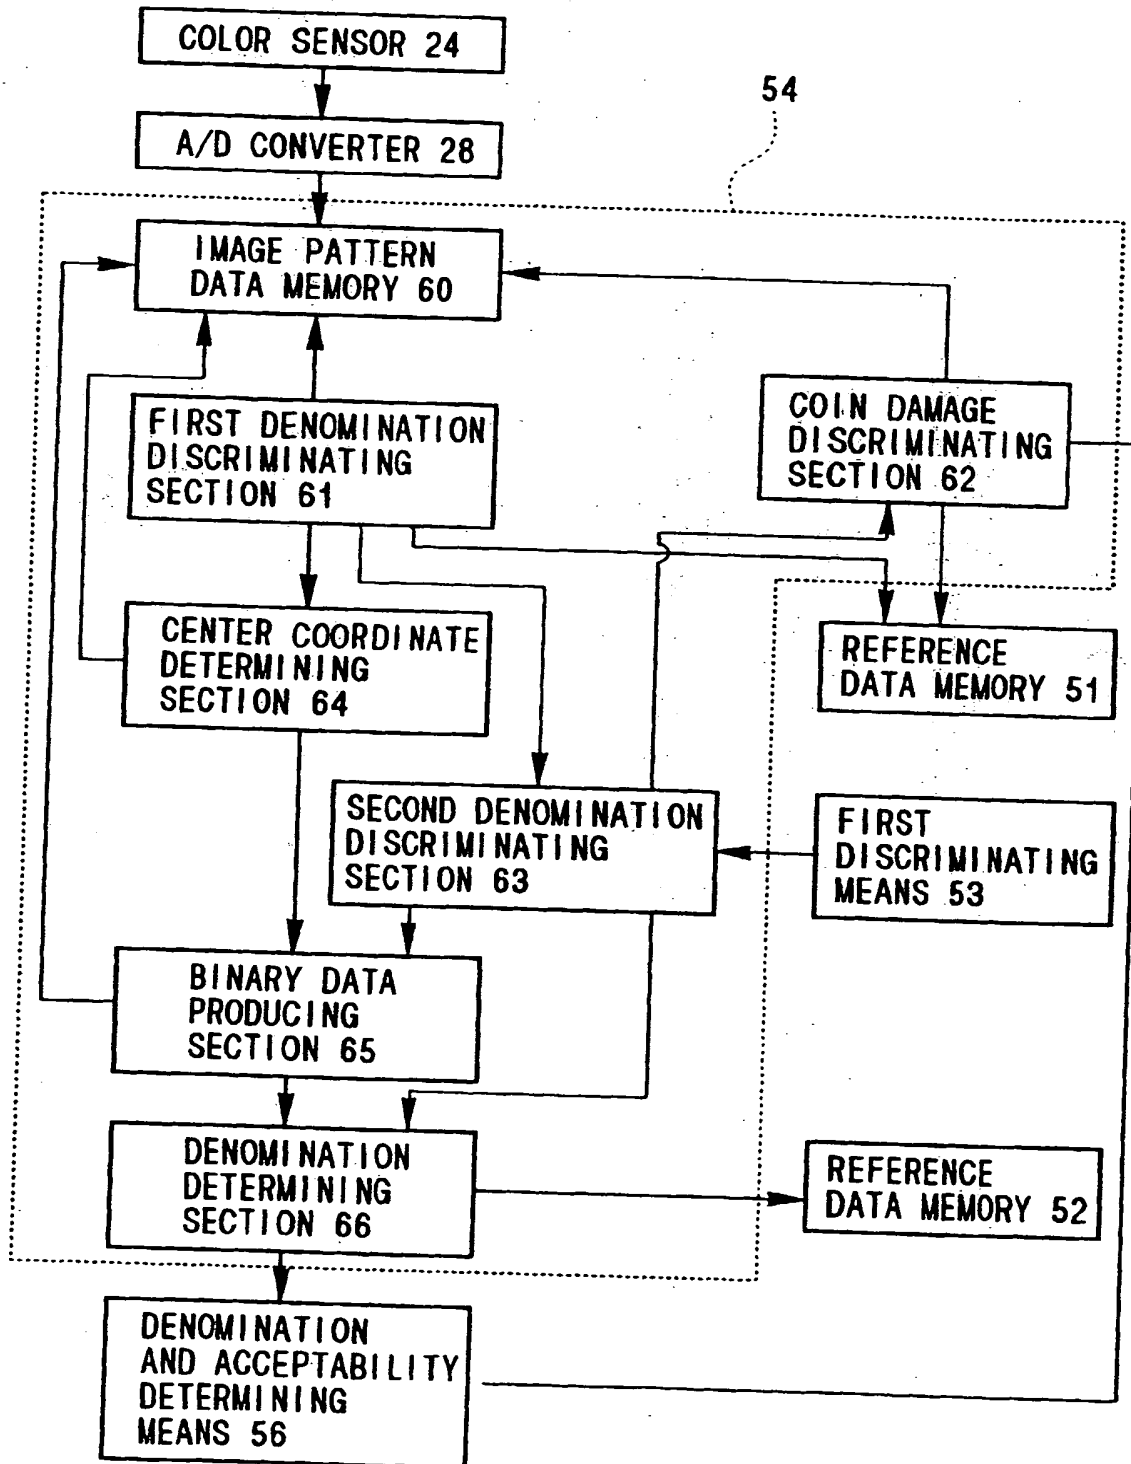 COLOR SENSOR 24
54
A/D CONVERTER 28
IMAGE PATTERN
DATA MEMORY 60
FIRST DENOMINATION
DISCRIMINATING
SECTION 61
COIN DAMAGE
DISCRIMINATING
SECTION 62
CENTER COORDINATE
DETERMINING
SECTION 64
REFERENCE
DATA MEMORY 51
SECOND DENOMINATION
DISCRIMINATING
SECTION 63
FIRST
DISCRIMINATING
MEANS 53
BINARY DATA
PRODUCING
SECTION 65
DENOMINATION
DETERMINING
SECTION 66
REFERENCE
DATA MEMORY 52
DENOMINATION
AND ACCEPTABILITY
DETERMINING
MEANS 56